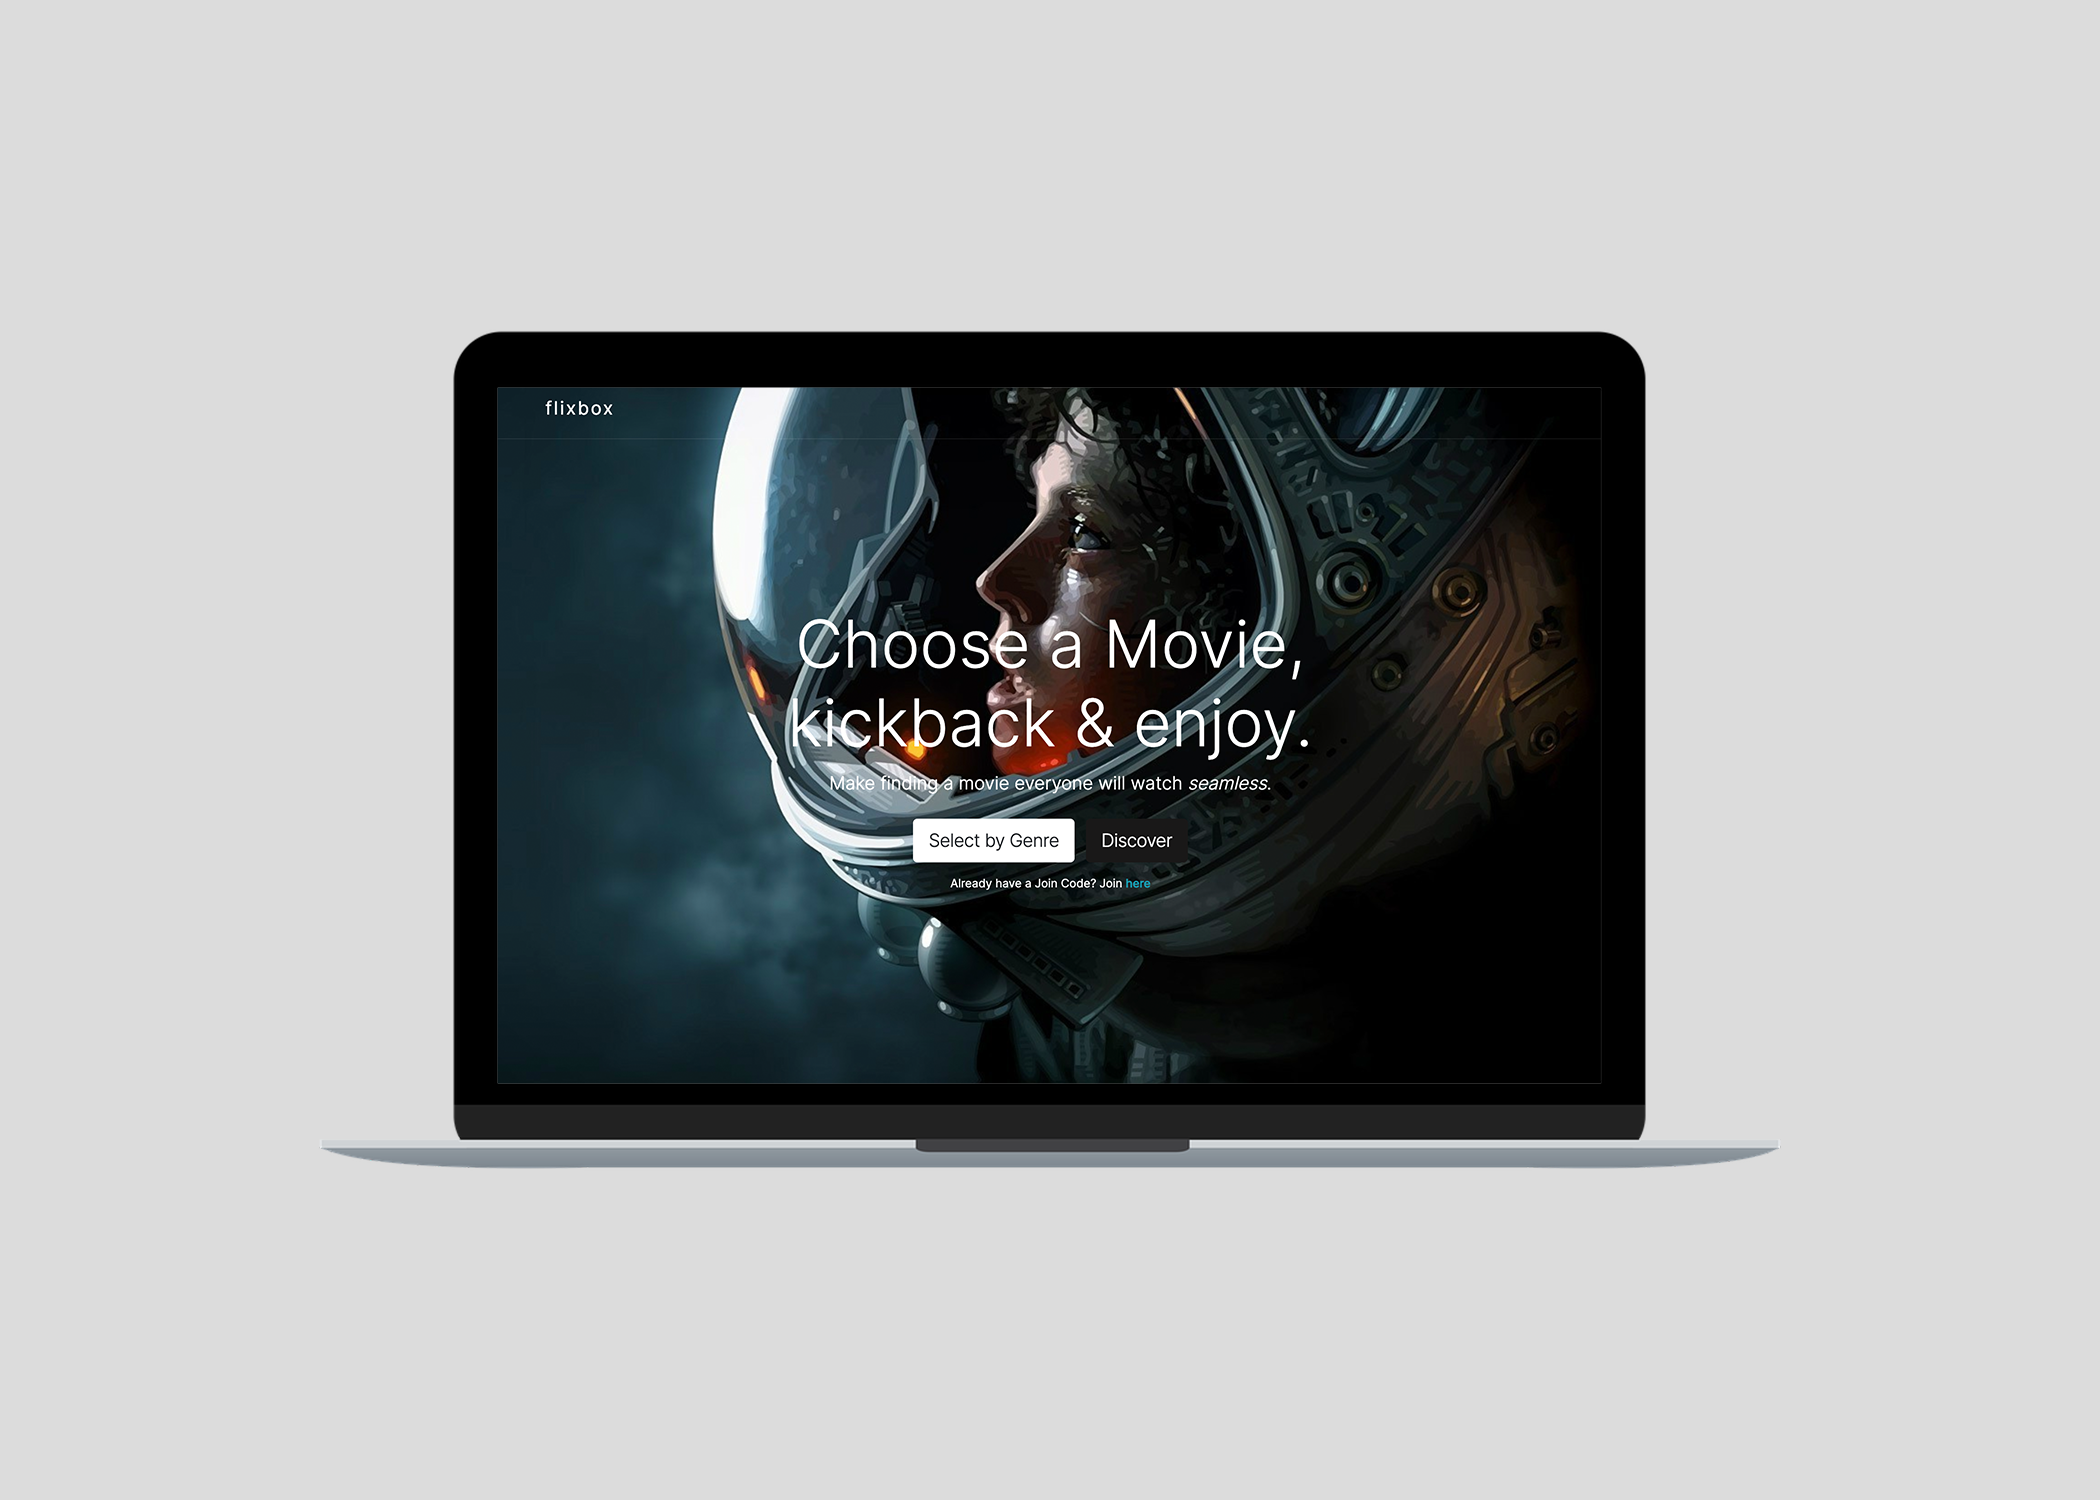 flixbox
Choose a Movie,
kickback & enjoy.
Make finding a movie everyone will watch seamless.
Select by Genre
Discover
Already have a Join Code? Join here